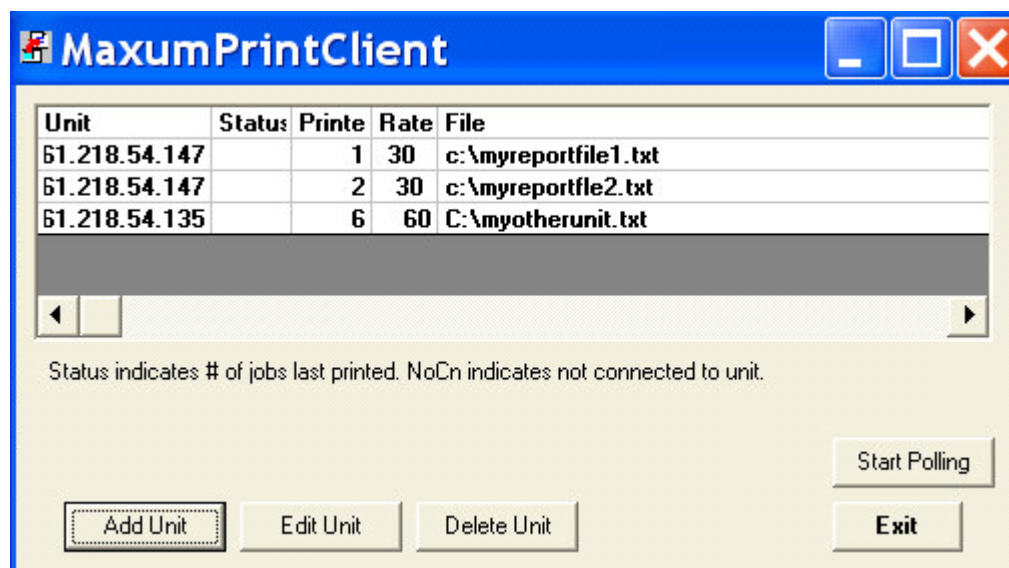 MaxumPrintClient
Unit Status Printe Rate File
61.218.54.147 1 30 c:\myreportfile1.txt
61.218.54.147 2 30 c:\myreportfle2.txt
61.218.54.135 6 60 C:\myotherunit.txt
Status indicates # of jobs last printed. NoCn indicates not connected to unit.
Start Polling
Add Unit Edit Unit Delete Unit Exit